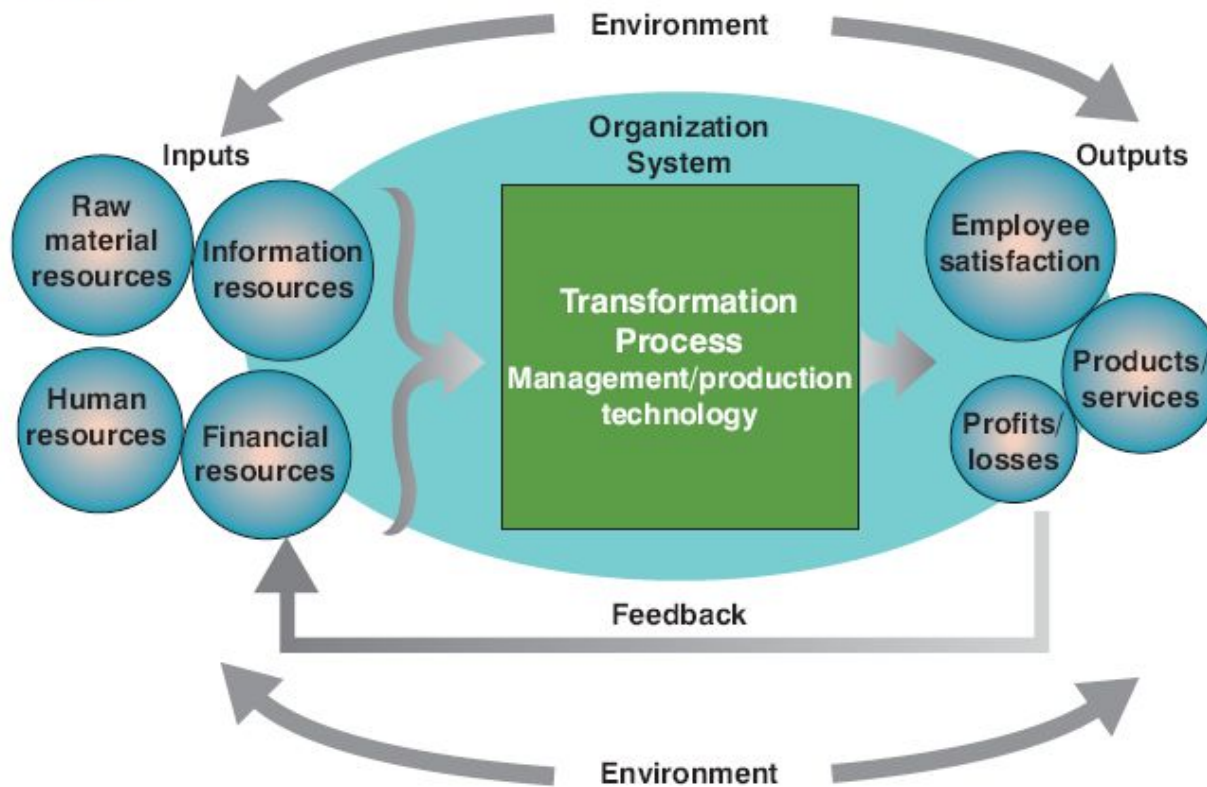 Environment
Organization
System
Inputs
Outputs
Raw
material
resources
Information
resources
Human
resources
Financial
resources
Transformation
Process
Management/production
technology
Employee
satisfaction
Products/
services
Profits/
losses
Feedback
Environment